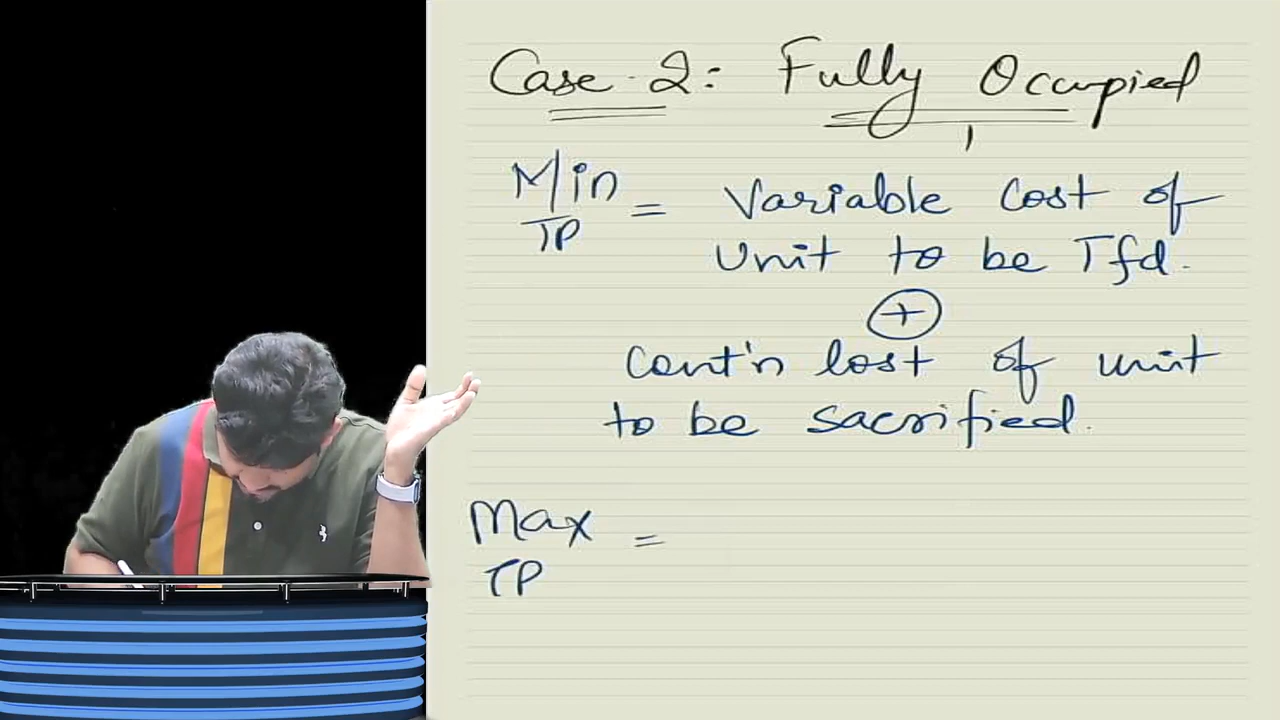 Case - 2: Fully Occupied
Min TP = Variable Cost of
Unit to be Tfd.
+
Cont'n lost of unit
to be sacrified.
Max TP =